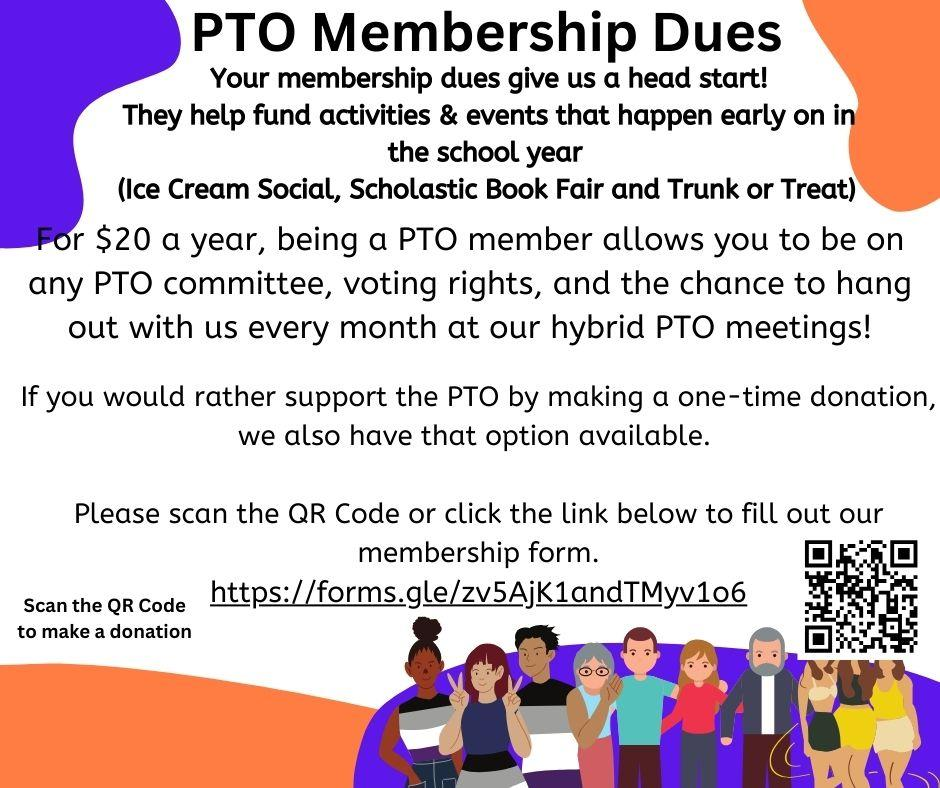 PTO Membership Dues
Your membership dues give us a head start!
They help fund activities & events that happen early on in
the school year
(Ice Cream Social, Scholastic Book Fair and Trunk or Treat)
For $20 a year, being a PTO member allows you to be on
any PTO committee, voting rights, and the chance to hang
out with us every month at our hybrid PTO meetings!
If you would rather support the PTO by making a one-time donation,
we also have that option available.
Please scan the QR Code or click the link below to fill out our
membership form.
https://forms.gle/zv5AjK1andTMyv1o6
Scan the QR Code
to make a donation